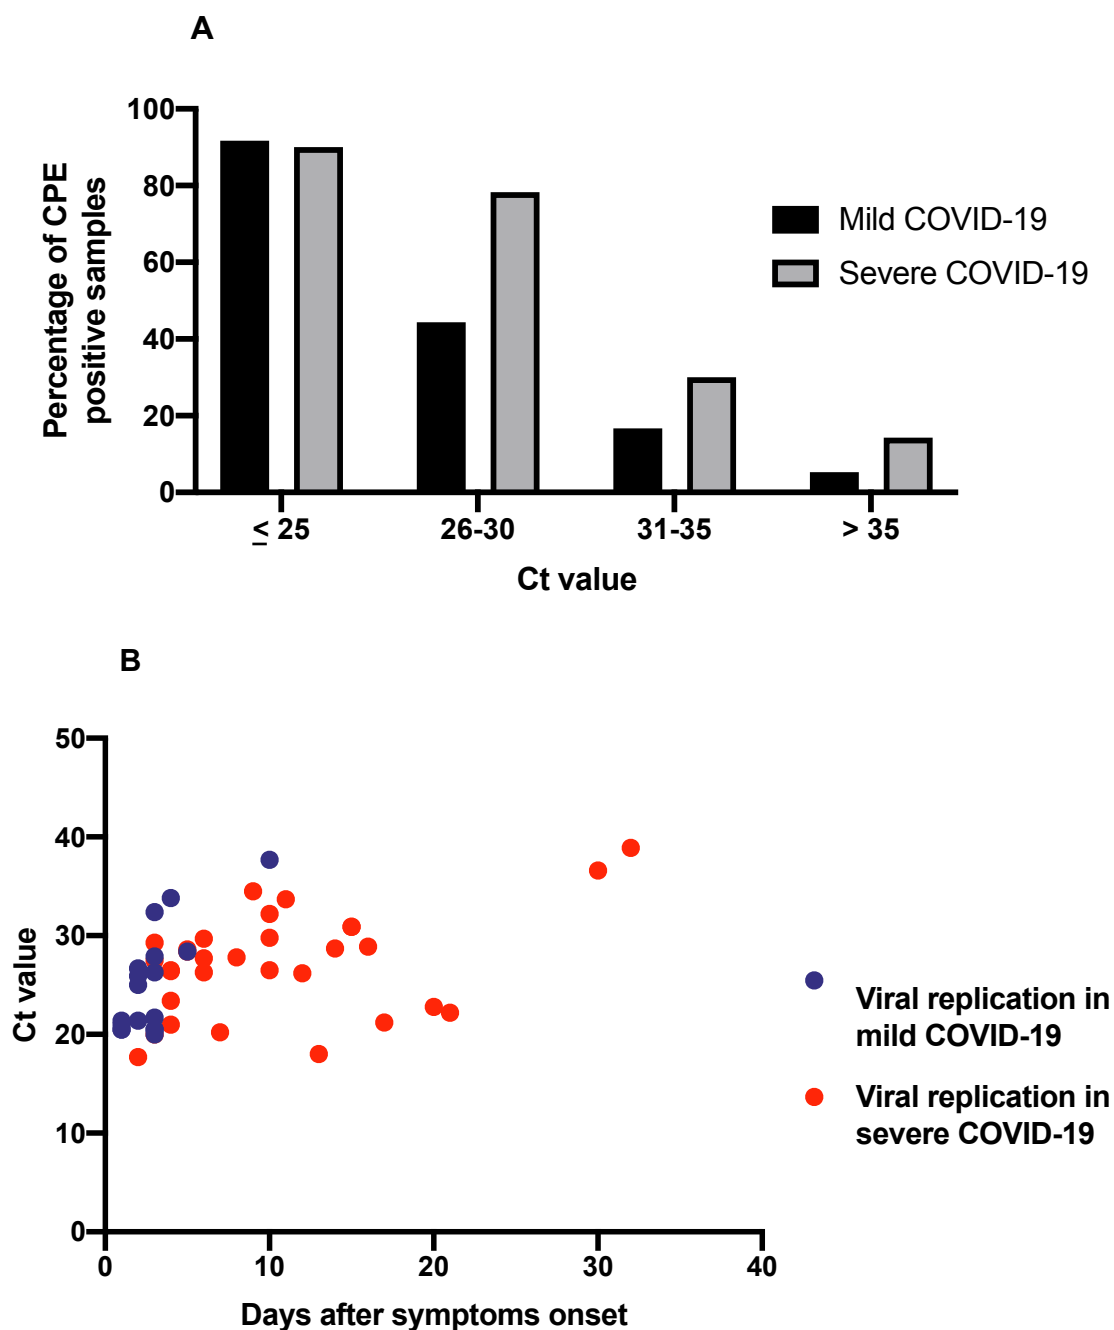 A
100
80
60
40
20
0
Percentage of CPE
positive samples
Mild COVID-19
Severe COVID-19
≤ 25
26-30
31-35
> 35
Ct value
B
50
40
30
20
10
0
Ct value
0
10
20
30
40
Days after symptoms onset
Viral replication in
mild COVID-19
Viral replication in
severe COVID-19